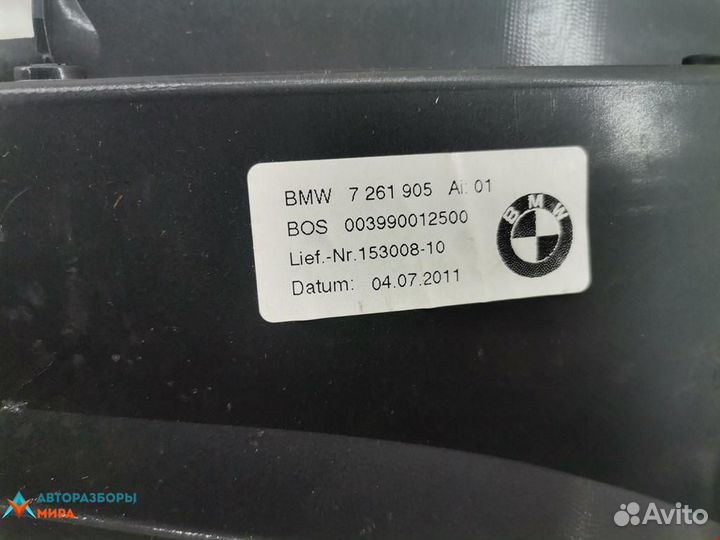 BMW 7 261 905 Ai: 01
BOS 003990012500
Lief.-Nr.153008-10
Datum: 04.07.2011
BMW
АВТОРАЗБОРЫ
МИРА
Avito